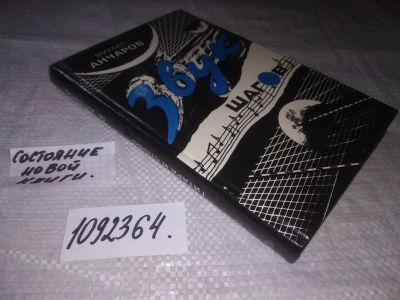 МИХАИЛ
АНЧАРОВ
Звук
ШАГОВ
СОСТОЯНИЕ
НОВОЙ
КНИГИ.
1092364.